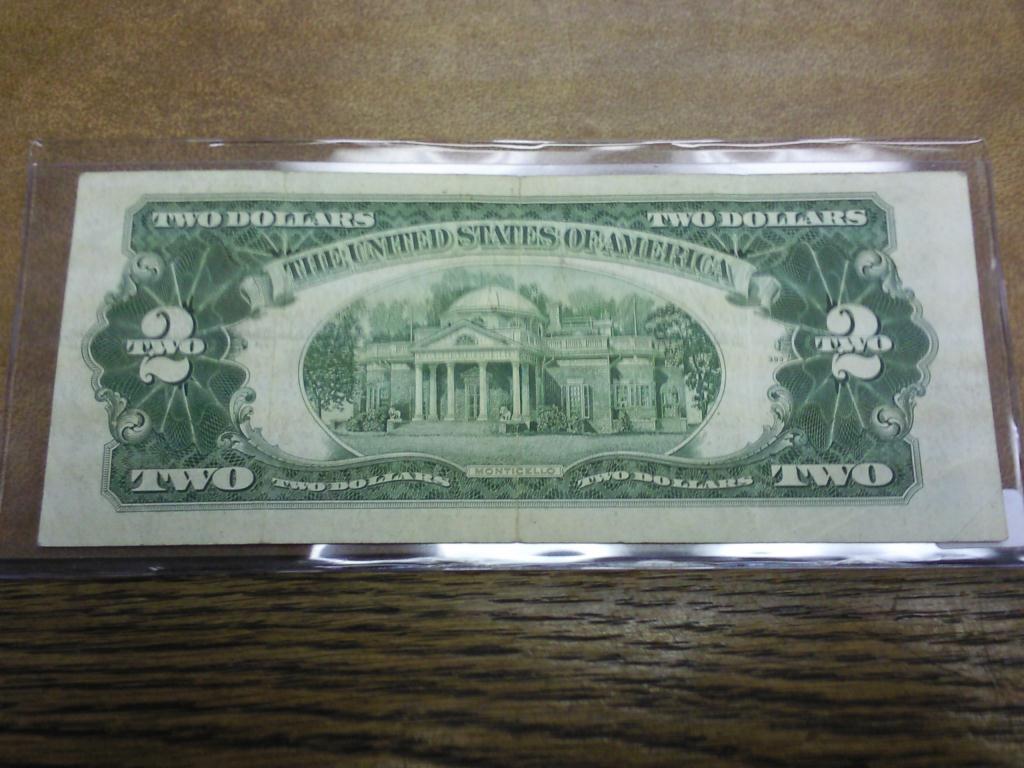 TWO DOLLARS TWO DOLLARS
THE UNITED STATES OF AMERICA
2 2
TWO TWO
MONTICELLO
TWO TWO DOLLARS TWO DOLLARS TWO